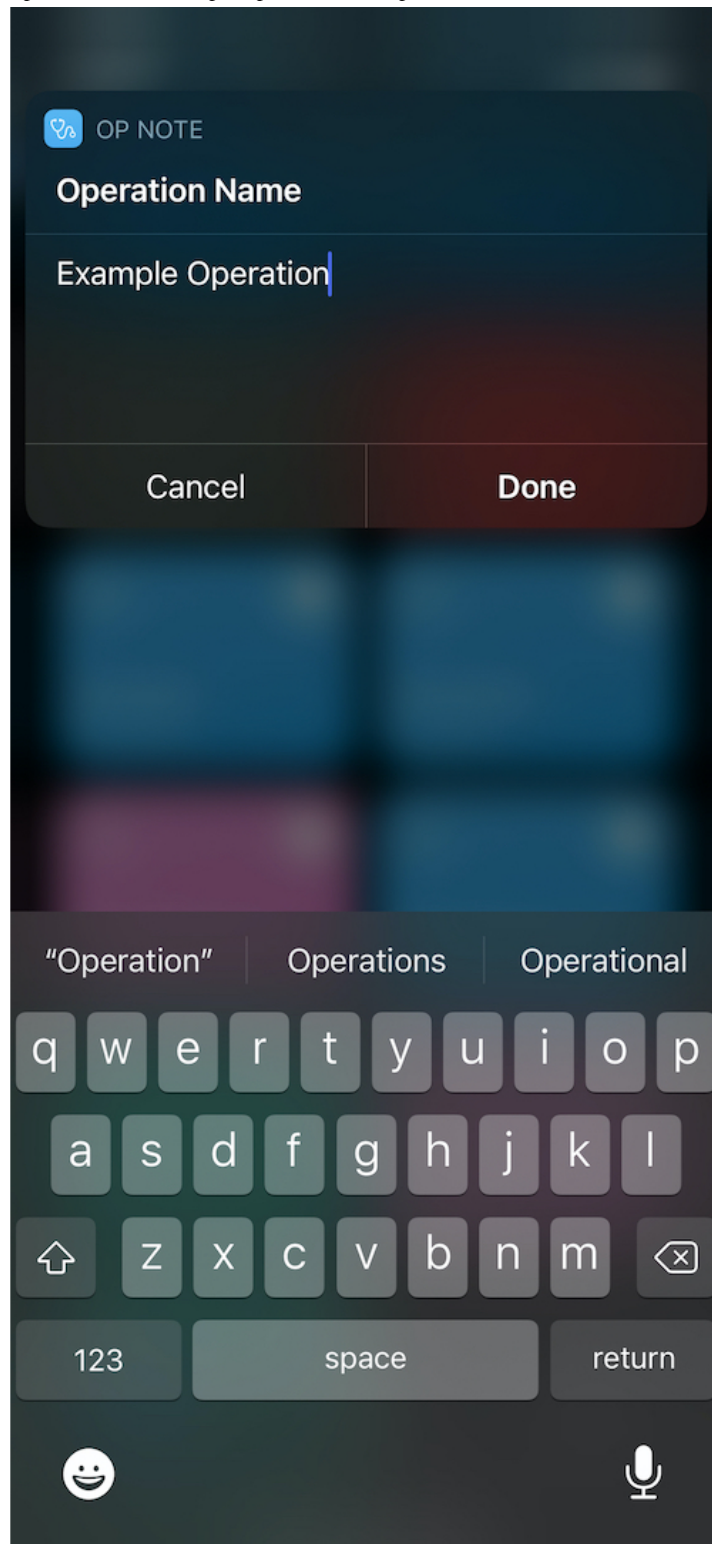 OP NOTE
Operation Name
Example Operation
Cancel Done
“Operation” Operations Operational
q w e r t y u i o p
a s d f g h j k l
z x c v b n m
123 space return